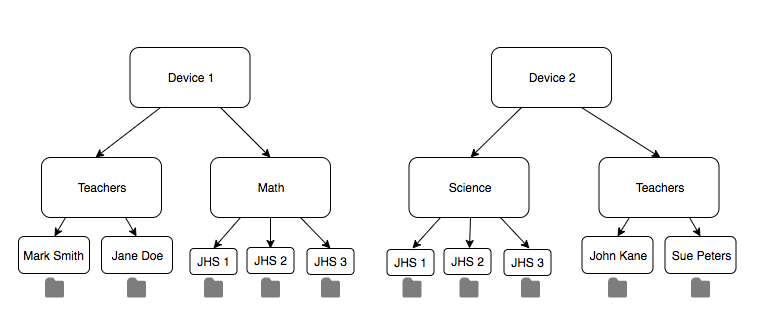 Device 1
Device 2
Teachers
Math
Science
Teachers
Mark Smith
Jane Doe
JHS 1
JHS 2
JHS 3
JHS 1
JHS 2
JHS 3
John Kane
Sue Peters